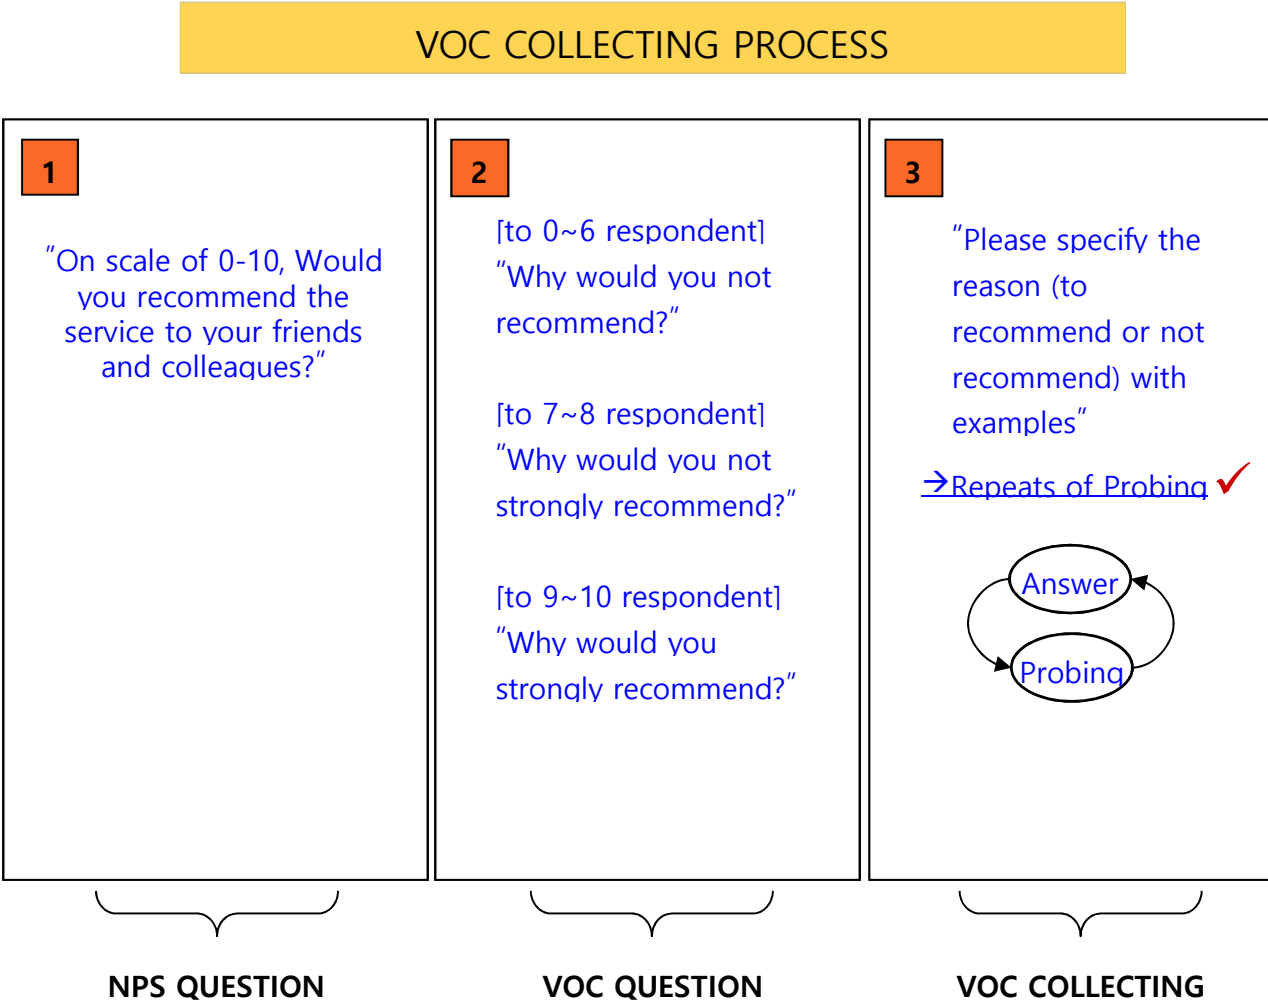 VOC COLLECTING PROCESS
1
"On scale of 0-10, Would
you recommend the
service to your friends
and colleagues?"
2
[to 0~6 respondent]
"Why would you not
recommend?"
[to 7~8 respondent]
"Why would you not
strongly recommend?"
[to 9~10 respondent]
"Why would you
strongly recommend?"
3
"Please specify the
reason (to
recommend or not
recommend) with
examples"
→Repeats of Probing ✓
Answer
Probing
NPS QUESTION
VOC QUESTION
VOC COLLECTING